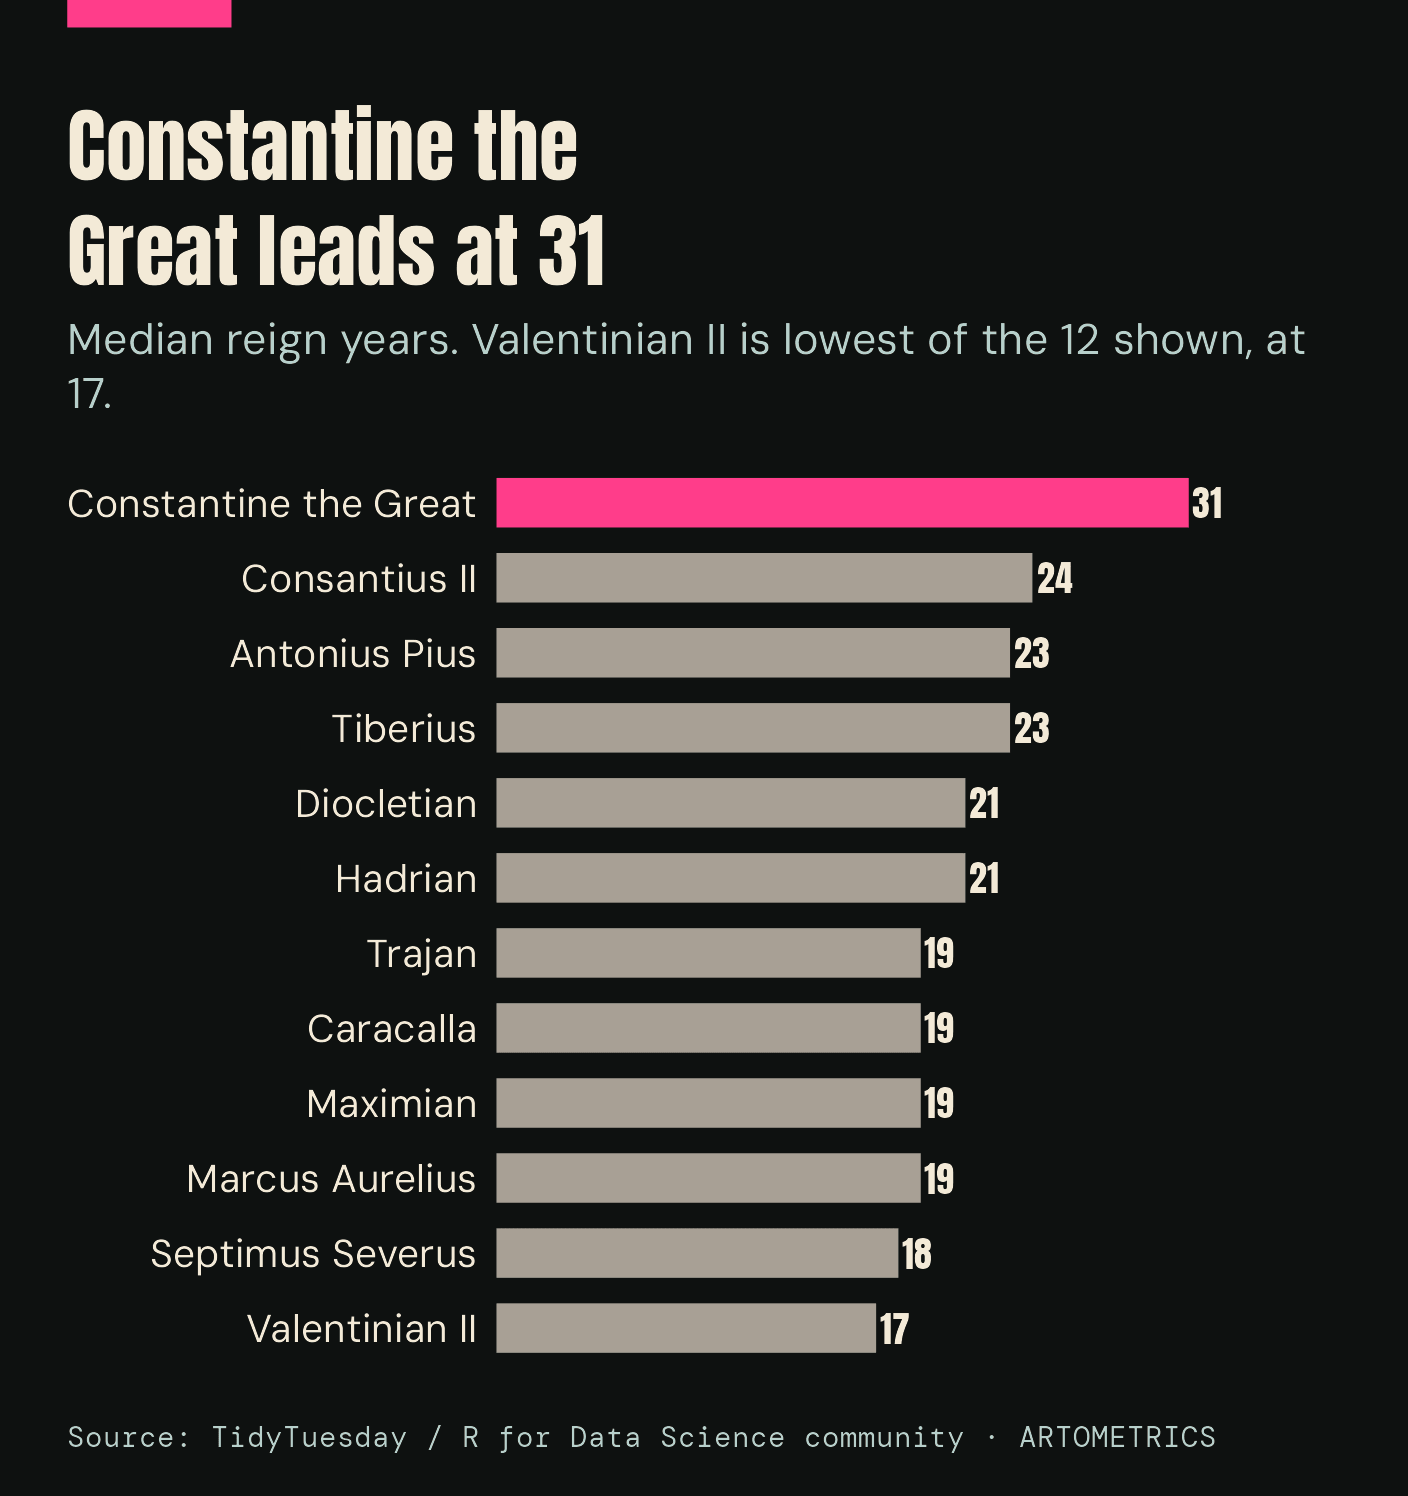 Constantine the
Great leads at 31
Median reign years. Valentinian II is lowest of the 12 shown, at
17.
Constantine the Great 31
Consantius II 24
Antonius Pius 23
Tiberius 23
Diocletian 21
Hadrian 21
Trajan 19
Caracalla 19
Maximian 19
Marcus Aurelius 19
Septimus Severus 18
Valentinian II 17
Source: TidyTuesday / R for Data Science community · ARTOMETRICS